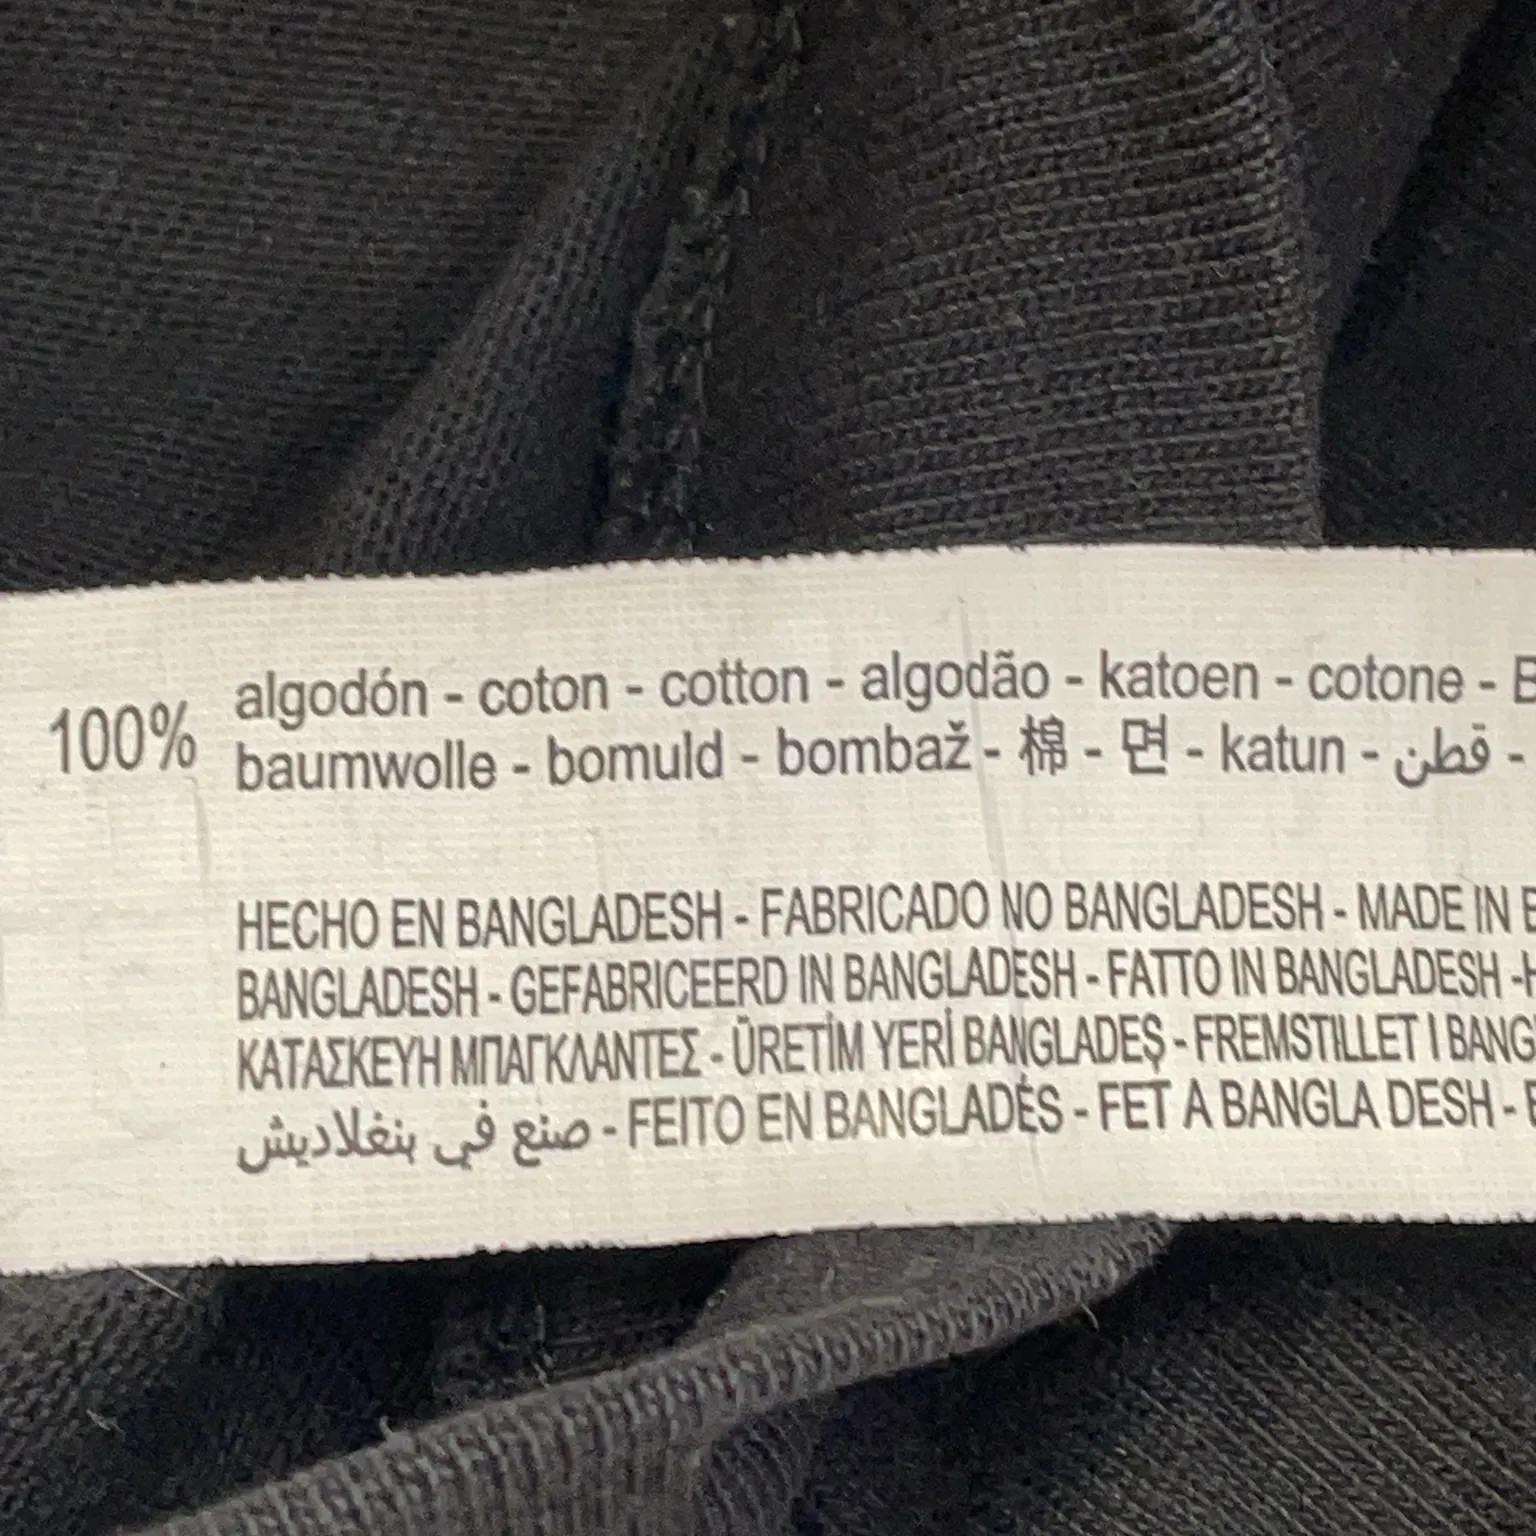 100% algodón - coton - cotton - algodão - katoen - cotone -
baumwolle - bomuld - bombaž - 棉 - 면 - katun - قطن -
HECHO EN BANGLADESH - FABRICADO NO BANGLADESH - MADE IN
BANGLADESH - GEFABRICEERD IN BANGLADESH - FATTO IN BANGLADESH -
ΚΑΤΑΣΚΕΥΗ ΜΠΑΓΚΛΑΝΤΕΣ - ÜRETİM YERİ BANGLADEŞ - FREMSTILLET I BANG
صنع في بنغلاديش - FEITO EN BANGLADÉS - FET A BANGLA DESH -